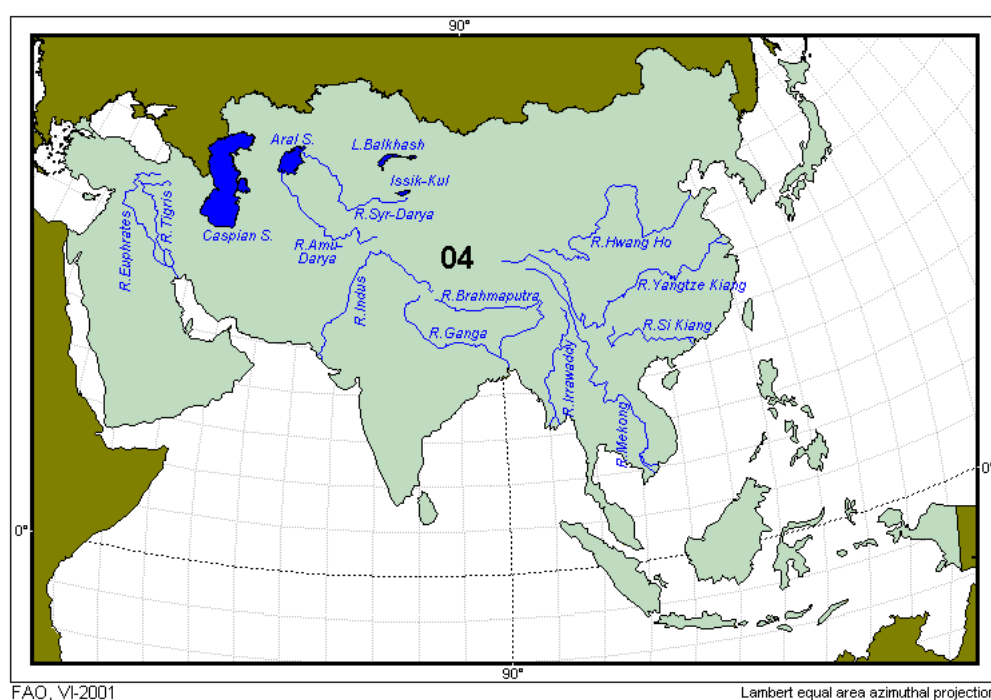 90°
Aral S.
L.Balkhash
Issik-Kul
R.Tigris
R.Euphrates
R.Syr-Darya
Caspian S.
R.Amu-
Darya
R.Hwang Ho
04
R.Indus
R.Brahmaputra
R.Yangtze Kiang
R.Ganga
R.Si Kiang
R.Irrawaddy
R.Mekong
0°
0°
90°
FAO, VI-2001
Lambert equal area azimuthal projection